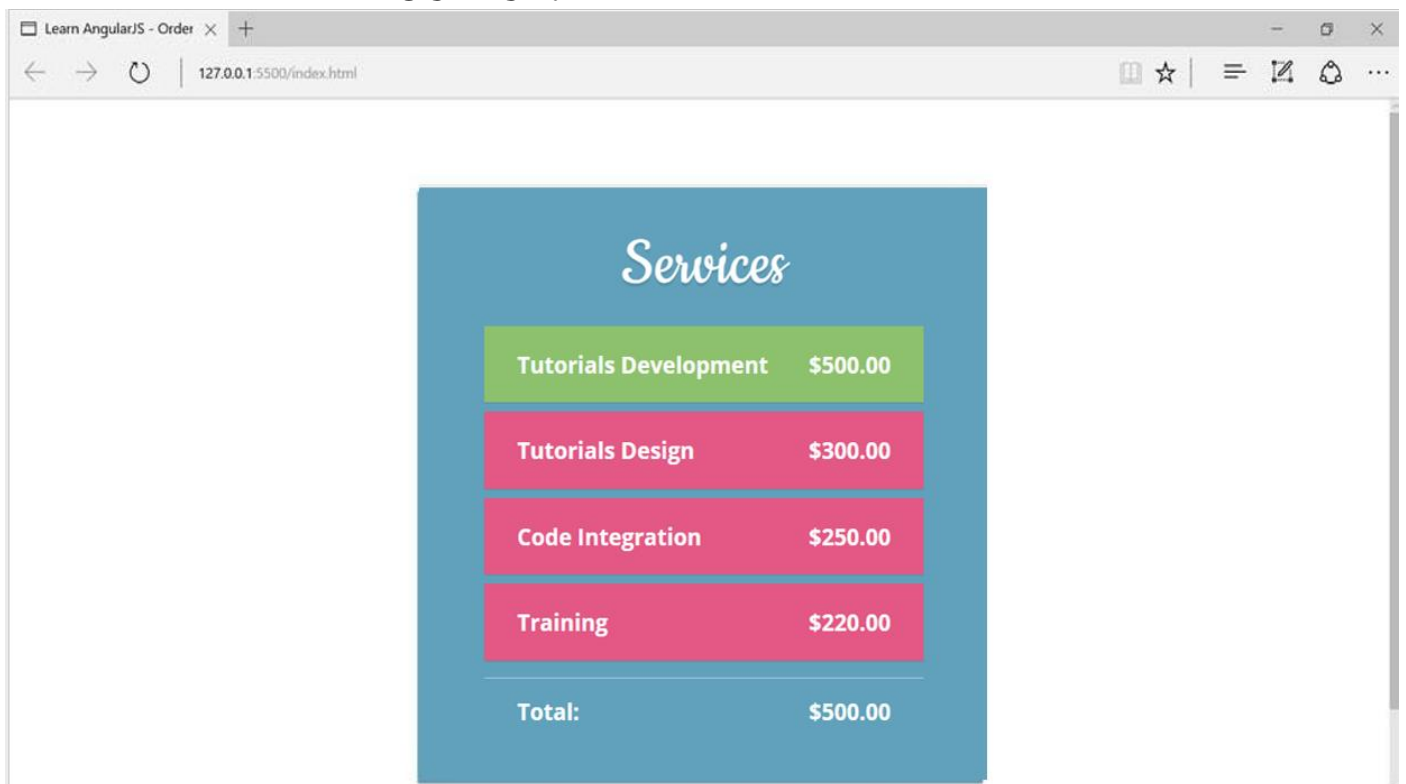 Learn AngularJS - Order
127.0.0.1:5500/index.html
Services
Tutorials Development $500.00
Tutorials Design $300.00
Code Integration $250.00
Training $220.00
Total: $500.00